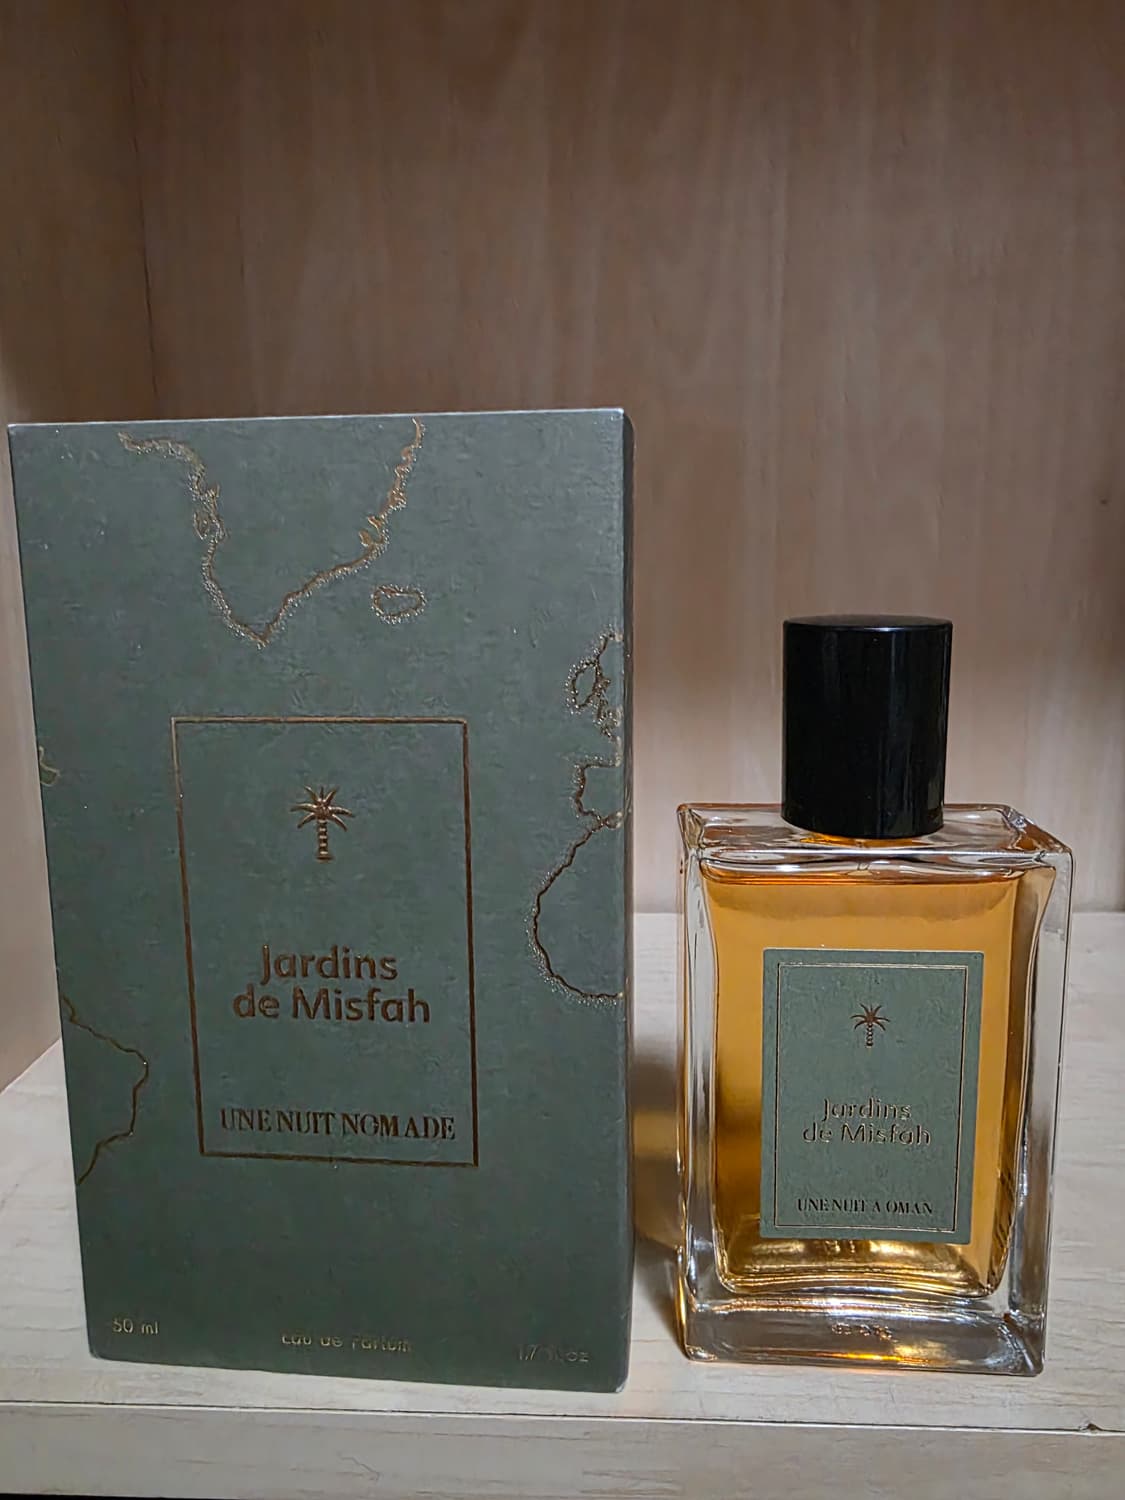 Jardins
de Misfah
UNE NUIT NOMADE
50 ml
Eau de Parfum
Jardins
de Misfah
UNE NUIT A OMAN